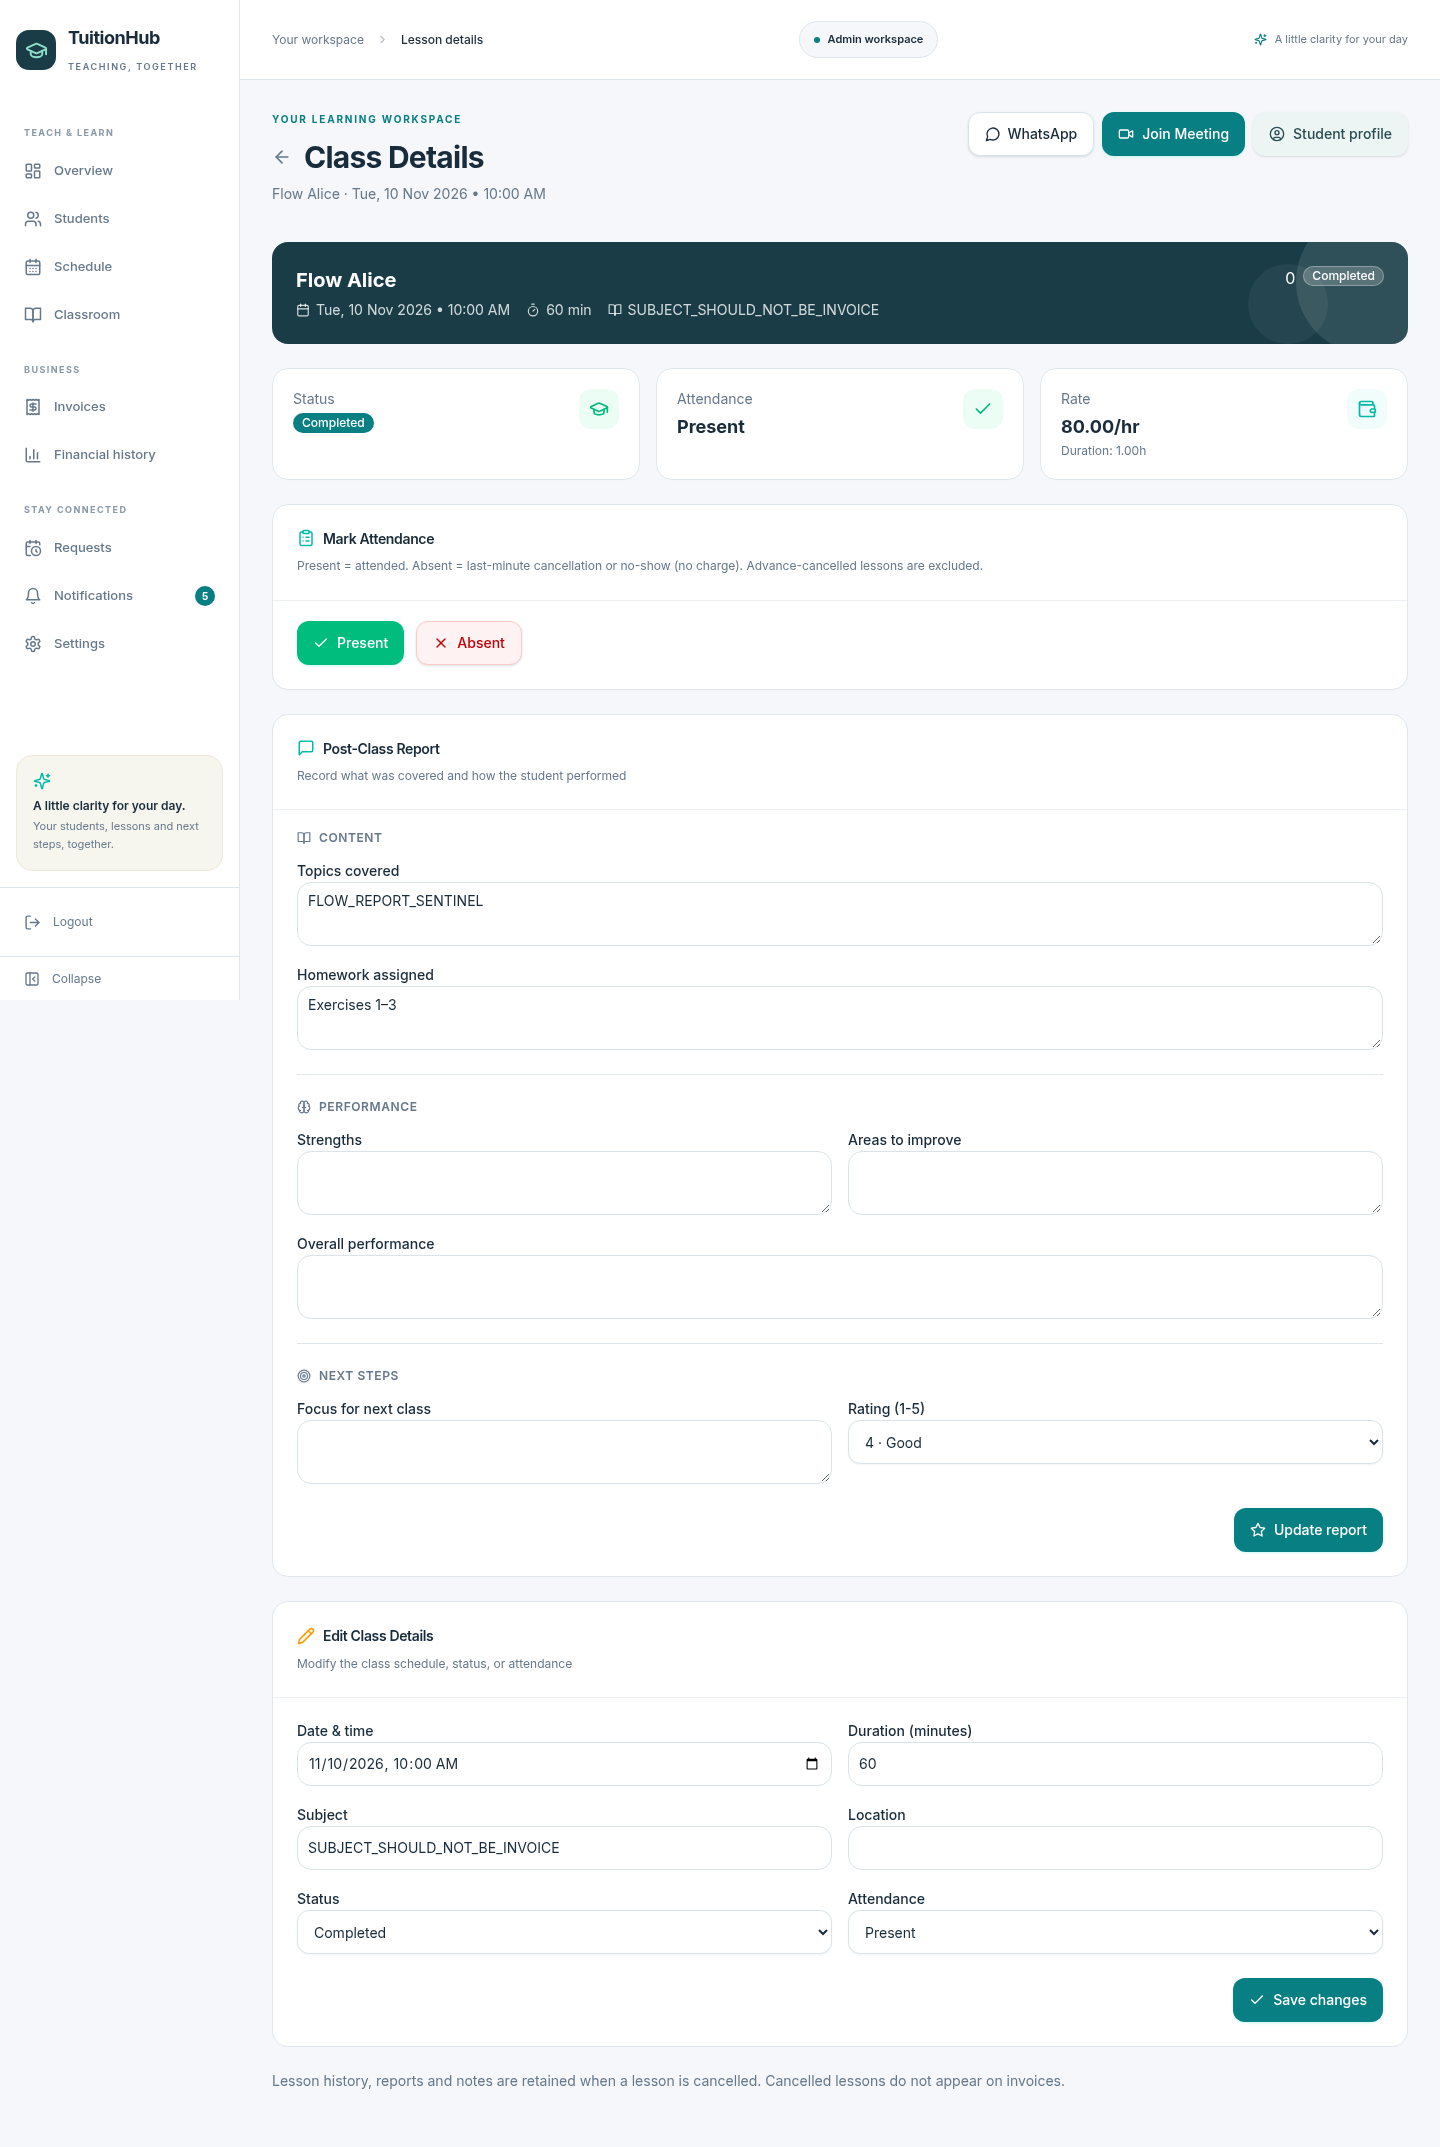 TuitionHub
TEACHING, TOGETHER
TEACH & LEARN
Overview
Students
Schedule
Classroom
BUSINESS
Invoices
Financial history
STAY CONNECTED
Requests
Notifications
5
Settings
A little clarity for your day.
Your students, lessons and next
steps, together.
Logout
Collapse
Your workspace
Lesson details
Admin workspace
A little clarity for your day
YOUR LEARNING WORKSPACE
Class Details
Flow Alice · Tue, 10 Nov 2026 • 10:00 AM
WhatsApp
Join Meeting
Student profile
Flow Alice
0
Completed
Tue, 10 Nov 2026 • 10:00 AM
60 min
SUBJECT_SHOULD_NOT_BE_INVOICE
Status
Completed
Attendance
Present
Rate
80.00/hr
Duration: 1.00h
Mark Attendance
Present = attended. Absent = last-minute cancellation or no-show (no charge). Advance-cancelled lessons are excluded.
Present
Absent
Post-Class Report
Record what was covered and how the student performed
CONTENT
Topics covered
FLOW_REPORT_SENTINEL
Homework assigned
Exercises 1–3
PERFORMANCE
Strengths
Areas to improve
Overall performance
NEXT STEPS
Focus for next class
Rating (1-5)
4 · Good
Update report
Edit Class Details
Modify the class schedule, status, or attendance
Date & time
Duration (minutes)
11/10/2026, 10:00 AM
60
Subject
Location
SUBJECT_SHOULD_NOT_BE_INVOICE
Status
Attendance
Completed
Present
Save changes
Lesson history, reports and notes are retained when a lesson is cancelled. Cancelled lessons do not appear on invoices.